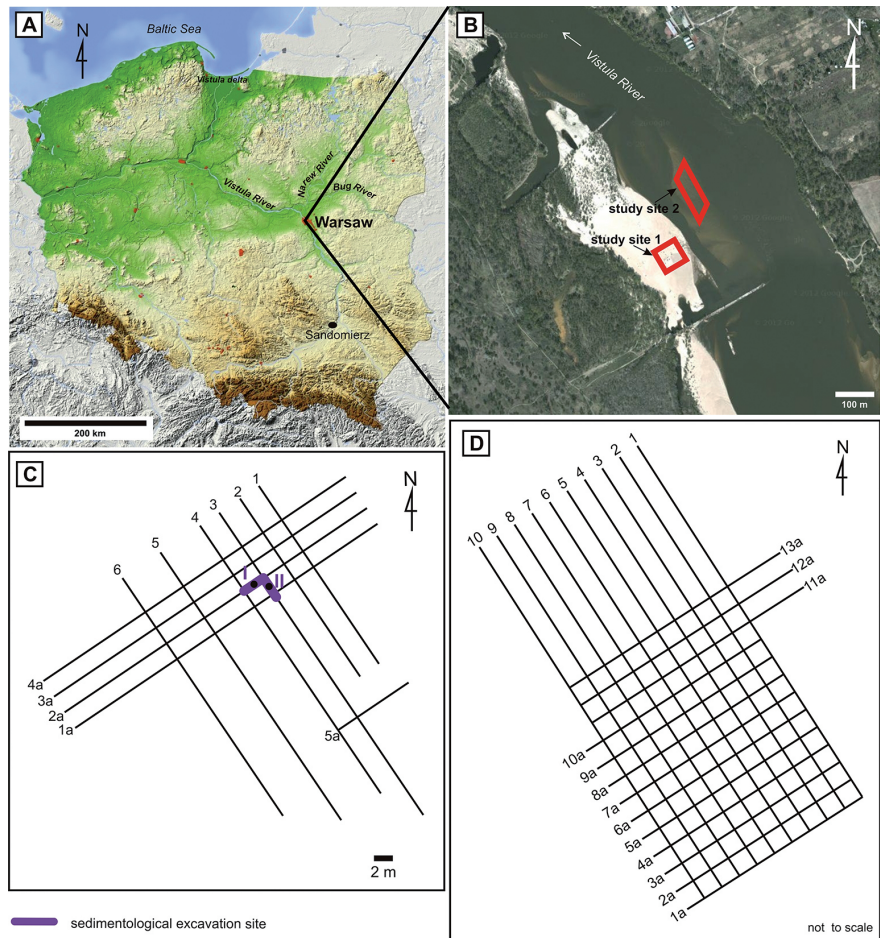 A
N
Baltic Sea
Vistula delta
Narew River
Bug River
Vistula River
Warsaw
Sandomierz
200 km
B
N
Vistula River
study site 2
study site 1
100 m
C
N
1
2
3
4
5
6
I
II
4a
3a
2a
1a
5a
2 m
D
N
1
2
3
4
5
6
7
8
9
10
13a
12a
11a
10a
9a
8a
7a
6a
5a
4a
3a
2a
1a
not to scale
sedimentological excavation site